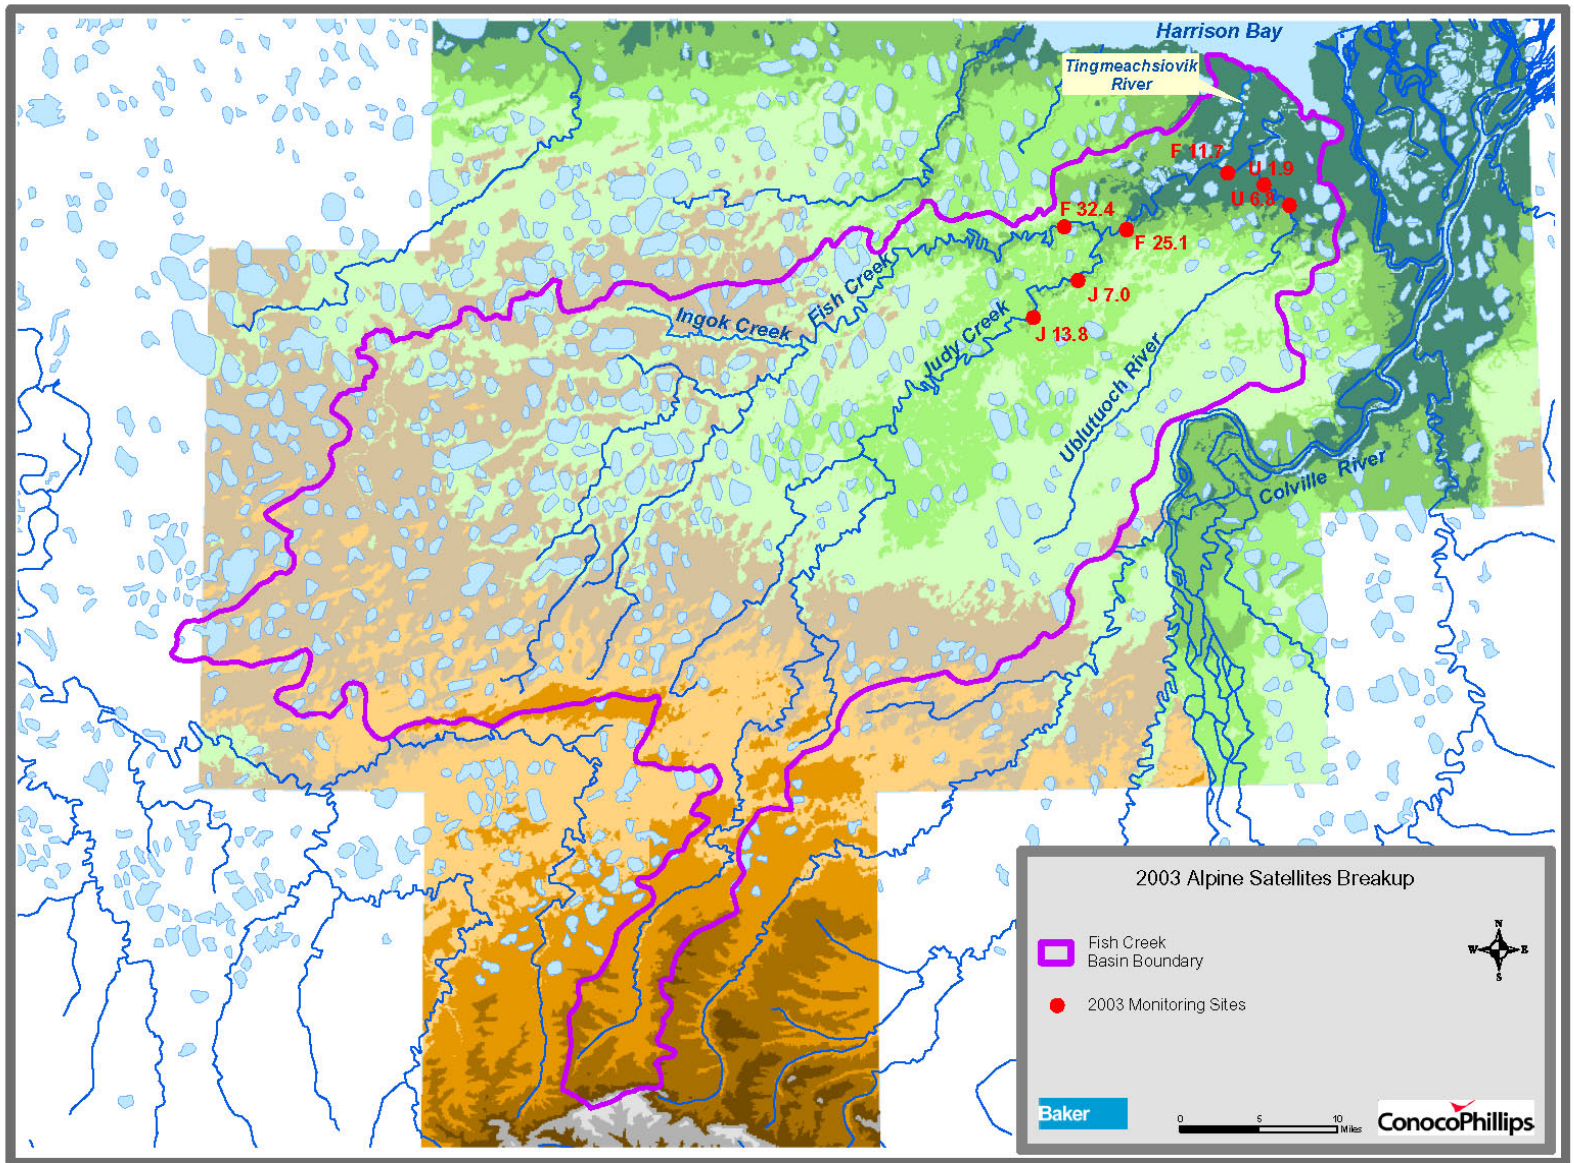 Harrison Bay
Tingmeachsiovik
River
F 11.7
U 1.9
U 6.8
F 32.4
F 25.1
Fish Creek
J 7.0
Ingok Creek
J 13.8
Judy Creek
Ublutuoch River
Colville River
2003 Alpine Satellites Breakup
Fish Creek
Basin Boundary
N
W E
S
2003 Monitoring Sites
Baker
0 5 10
Miles
ConocoPhillips